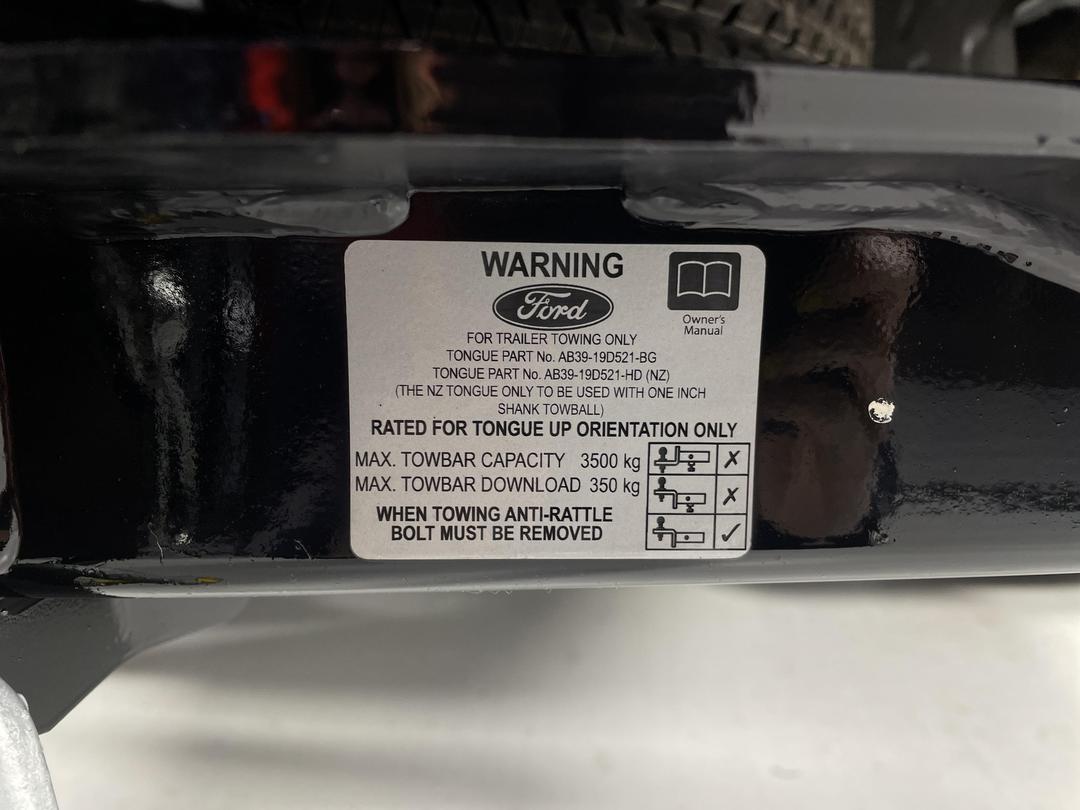 WARNING
Ford
Owner's
Manual
FOR TRAILER TOWING ONLY
TONGUE PART No. AB39-19D521-BG
TONGUE PART No. AB39-19D521-HD (NZ)
(THE NZ TONGUE ONLY TO BE USED WITH ONE INCH
SHANK TOWBALL)
RATED FOR TONGUE UP ORIENTATION ONLY
MAX. TOWBAR CAPACITY 3500 kg
MAX. TOWBAR DOWNLOAD 350 kg
WHEN TOWING ANTI-RATTLE
BOLT MUST BE REMOVED